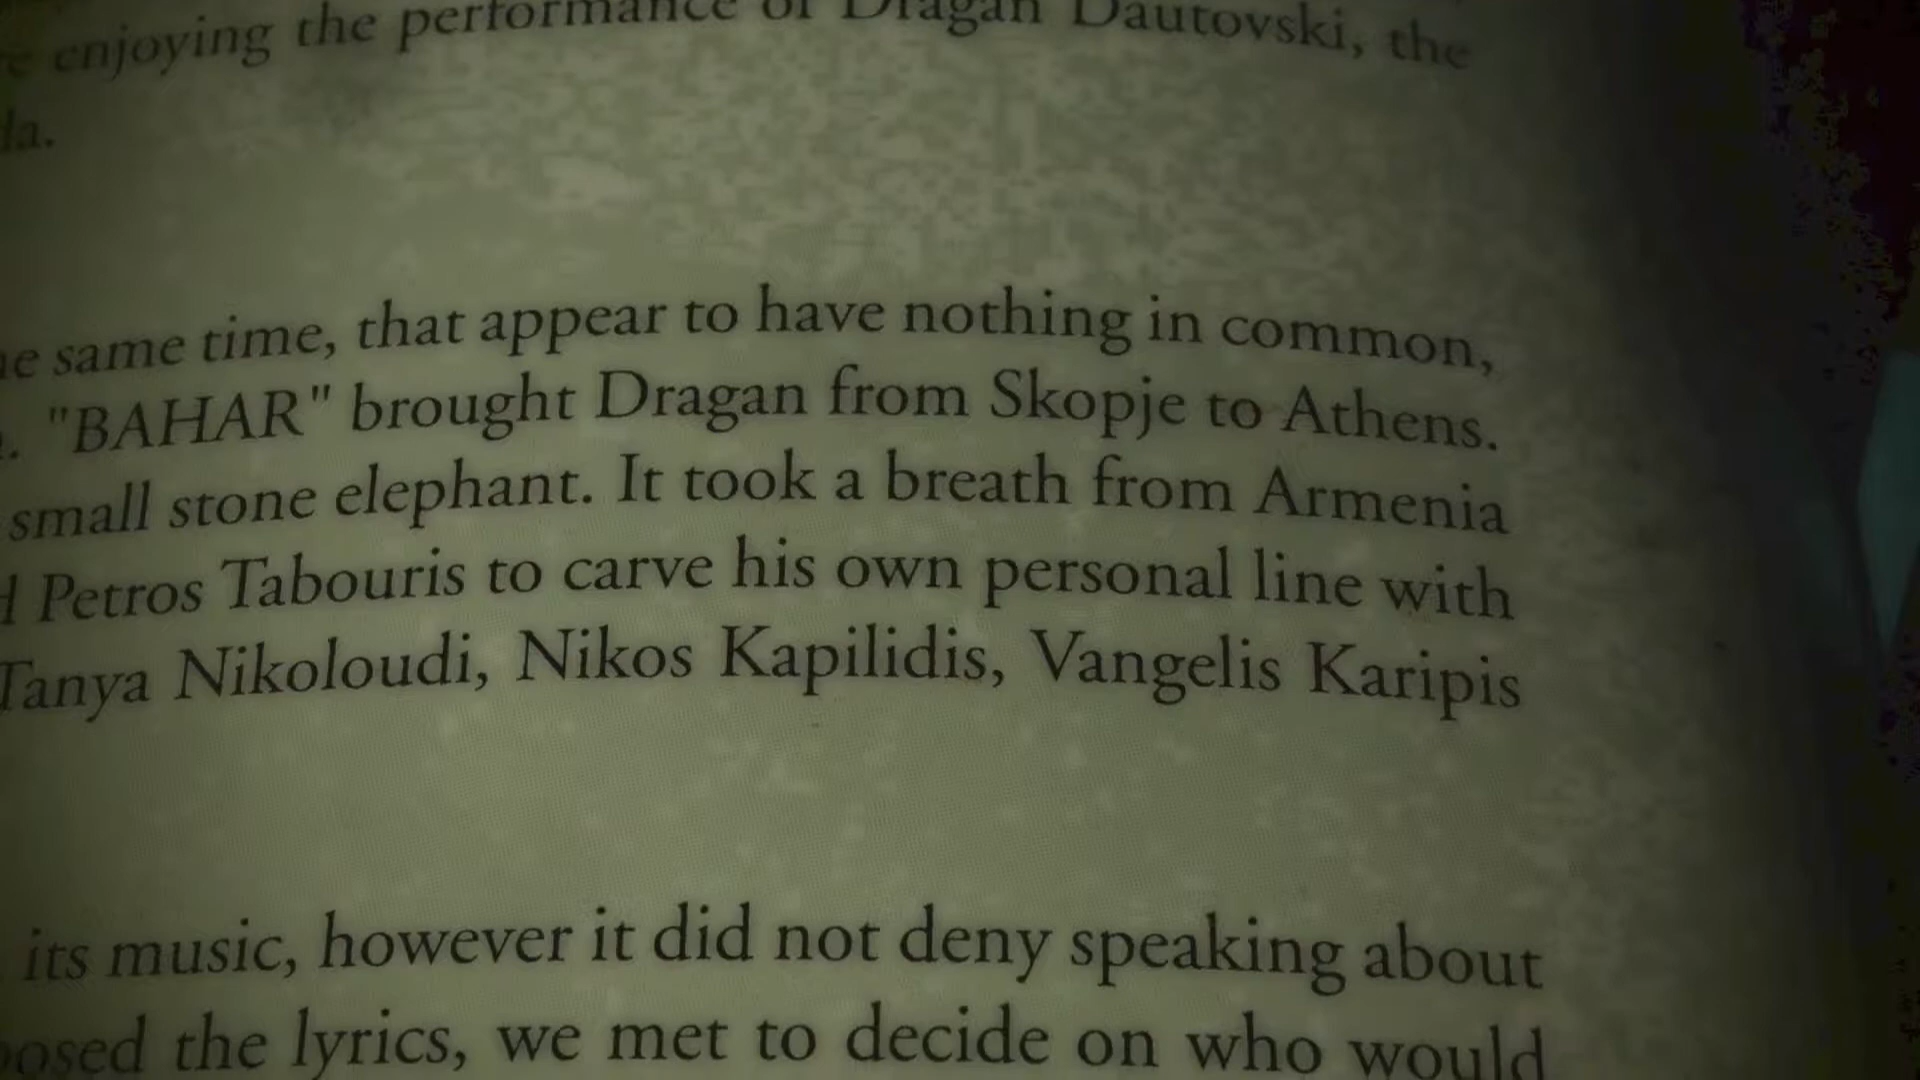 enjoying the performance of Dragan Dautovski, the
same time, that appear to have nothing in common,
"BAHAR" brought Dragan from Skopje to Athens.
small stone elephant. It took a breath from Armenia
Petros Tabouris to carve his own personal line with
Tanya Nikoloudi, Nikos Kapilidis, Vangelis Karipis
its music, however it did not deny speaking about
the lyrics, we met to decide on who would